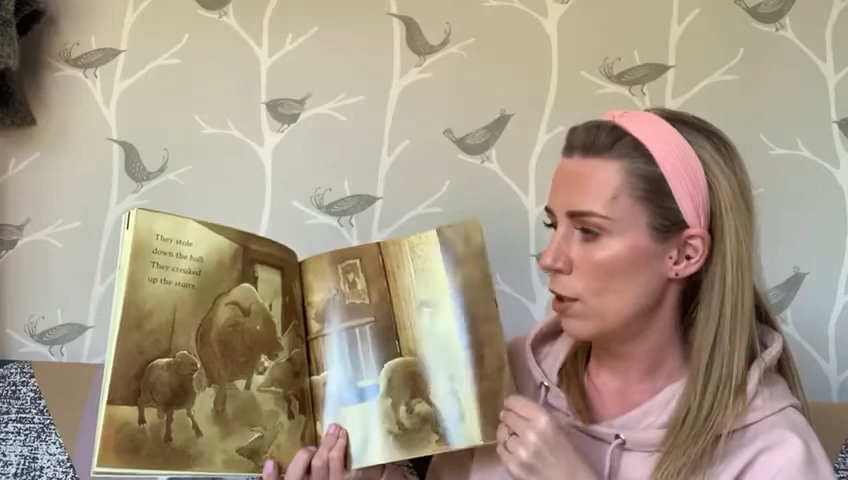 They stole
down the hall.
They creaked
up the stairs.